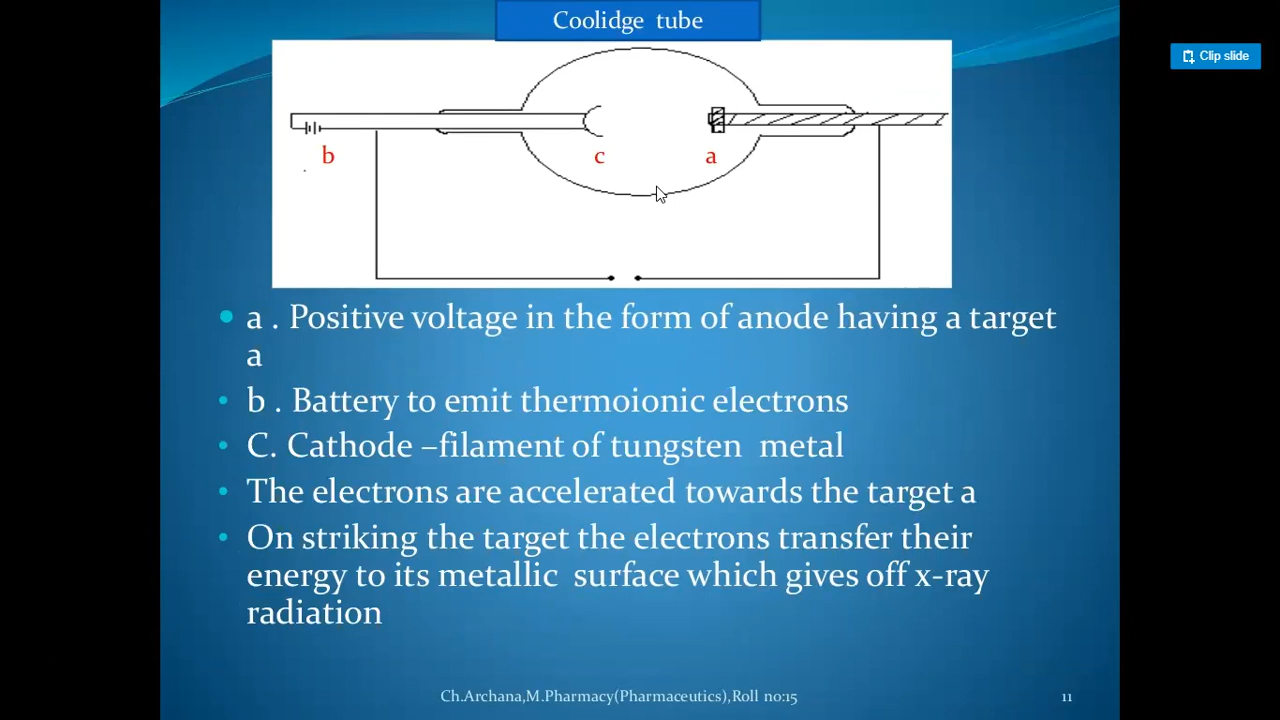 Coolidge tube
Clip slide
b
c
a
a . Positive voltage in the form of anode having a target
a
b . Battery to emit thermoionic electrons
C. Cathode –filament of tungsten metal
The electrons are accelerated towards the target a
On striking the target the electrons transfer their
energy to its metallic surface which gives off x-ray
radiation
Ch.Archana,M.Pharmacy(Pharmaceutics),Roll no:15
11